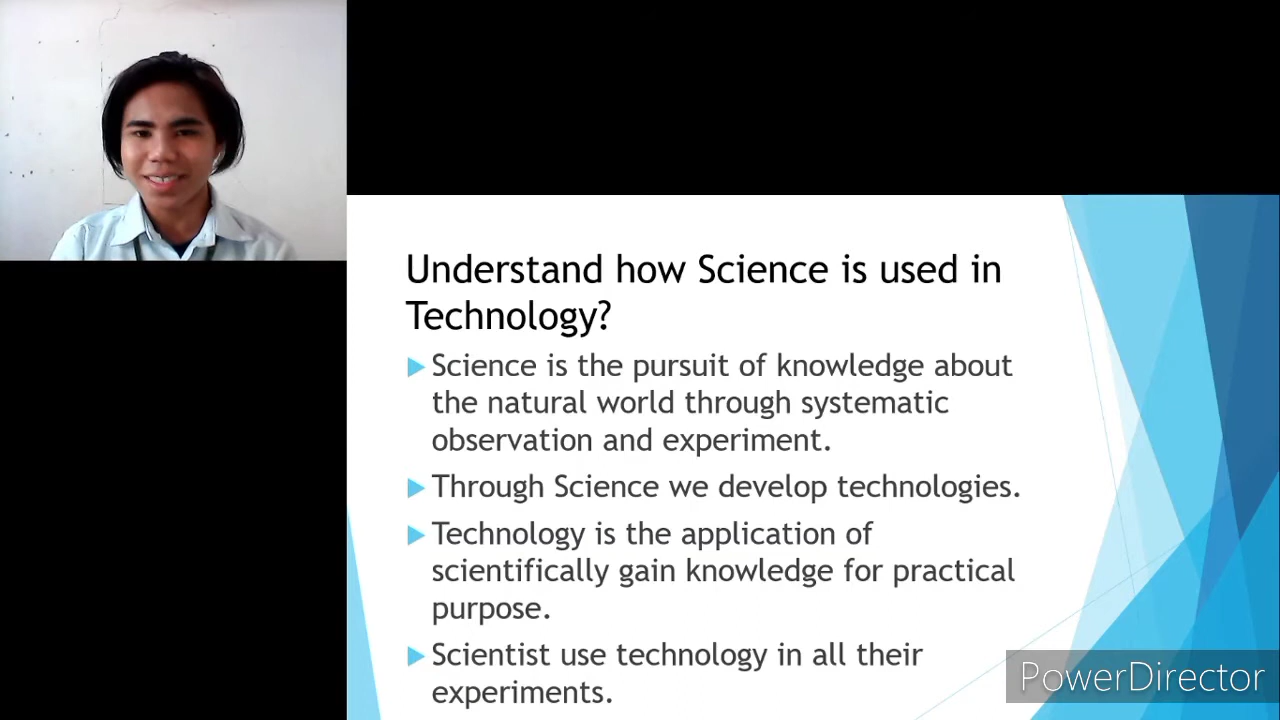 Understand how Science is used in
Technology?
Science is the pursuit of knowledge about
the natural world through systematic
observation and experiment.
Through Science we develop technologies.
Technology is the application of
scientifically gain knowledge for practical
purpose.
Scientist use technology in all their
experiments.
PowerDirector